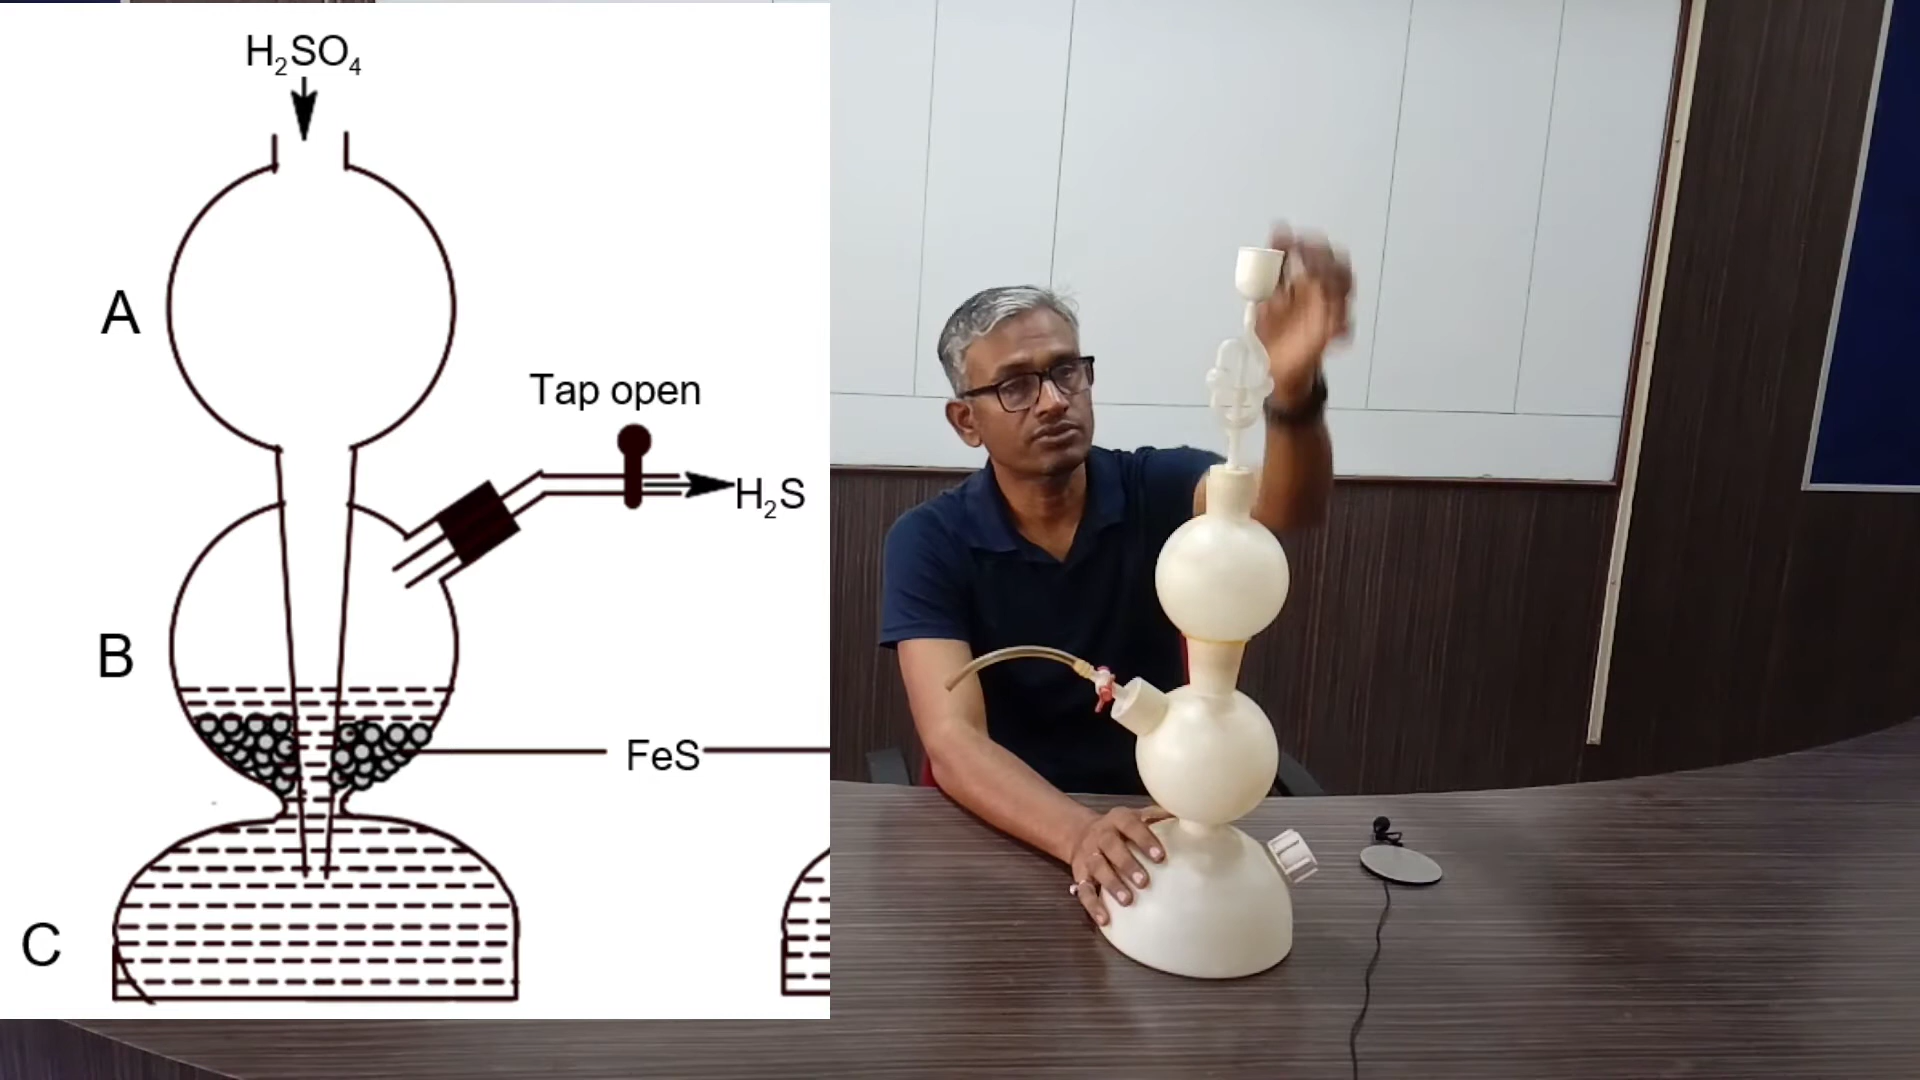 H₂SO₄
A
Tap open
H₂S
B
FeS
C